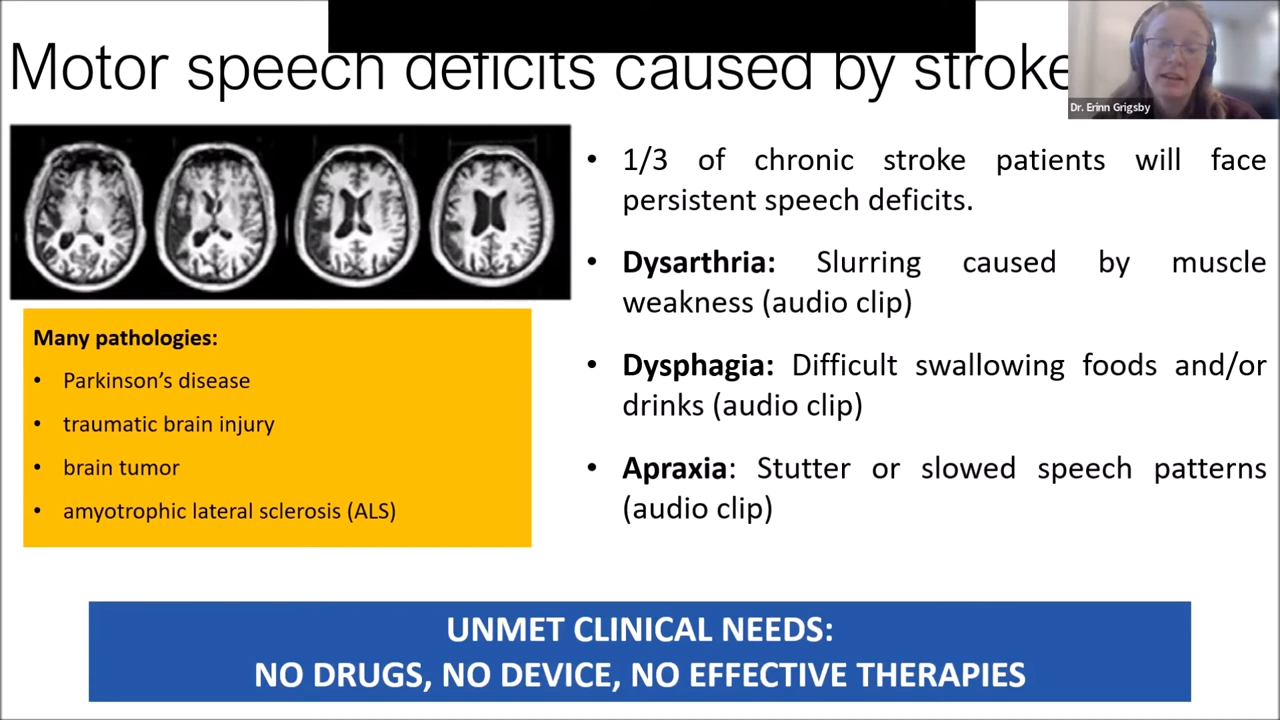 Motor speech deficits caused by stroke
Dr. Erinn Grigsby
• 1/3 of chronic stroke patients will face
persistent speech deficits.
• Dysarthria: Slurring caused by muscle
weakness (audio clip)
• Dysphagia: Difficult swallowing foods and/or
drinks (audio clip)
• Apraxia: Stutter or slowed speech patterns
(audio clip)
Many pathologies:
• Parkinson’s disease
• traumatic brain injury
• brain tumor
• amyotrophic lateral sclerosis (ALS)
UNMET CLINICAL NEEDS:
NO DRUGS, NO DEVICE, NO EFFECTIVE THERAPIES